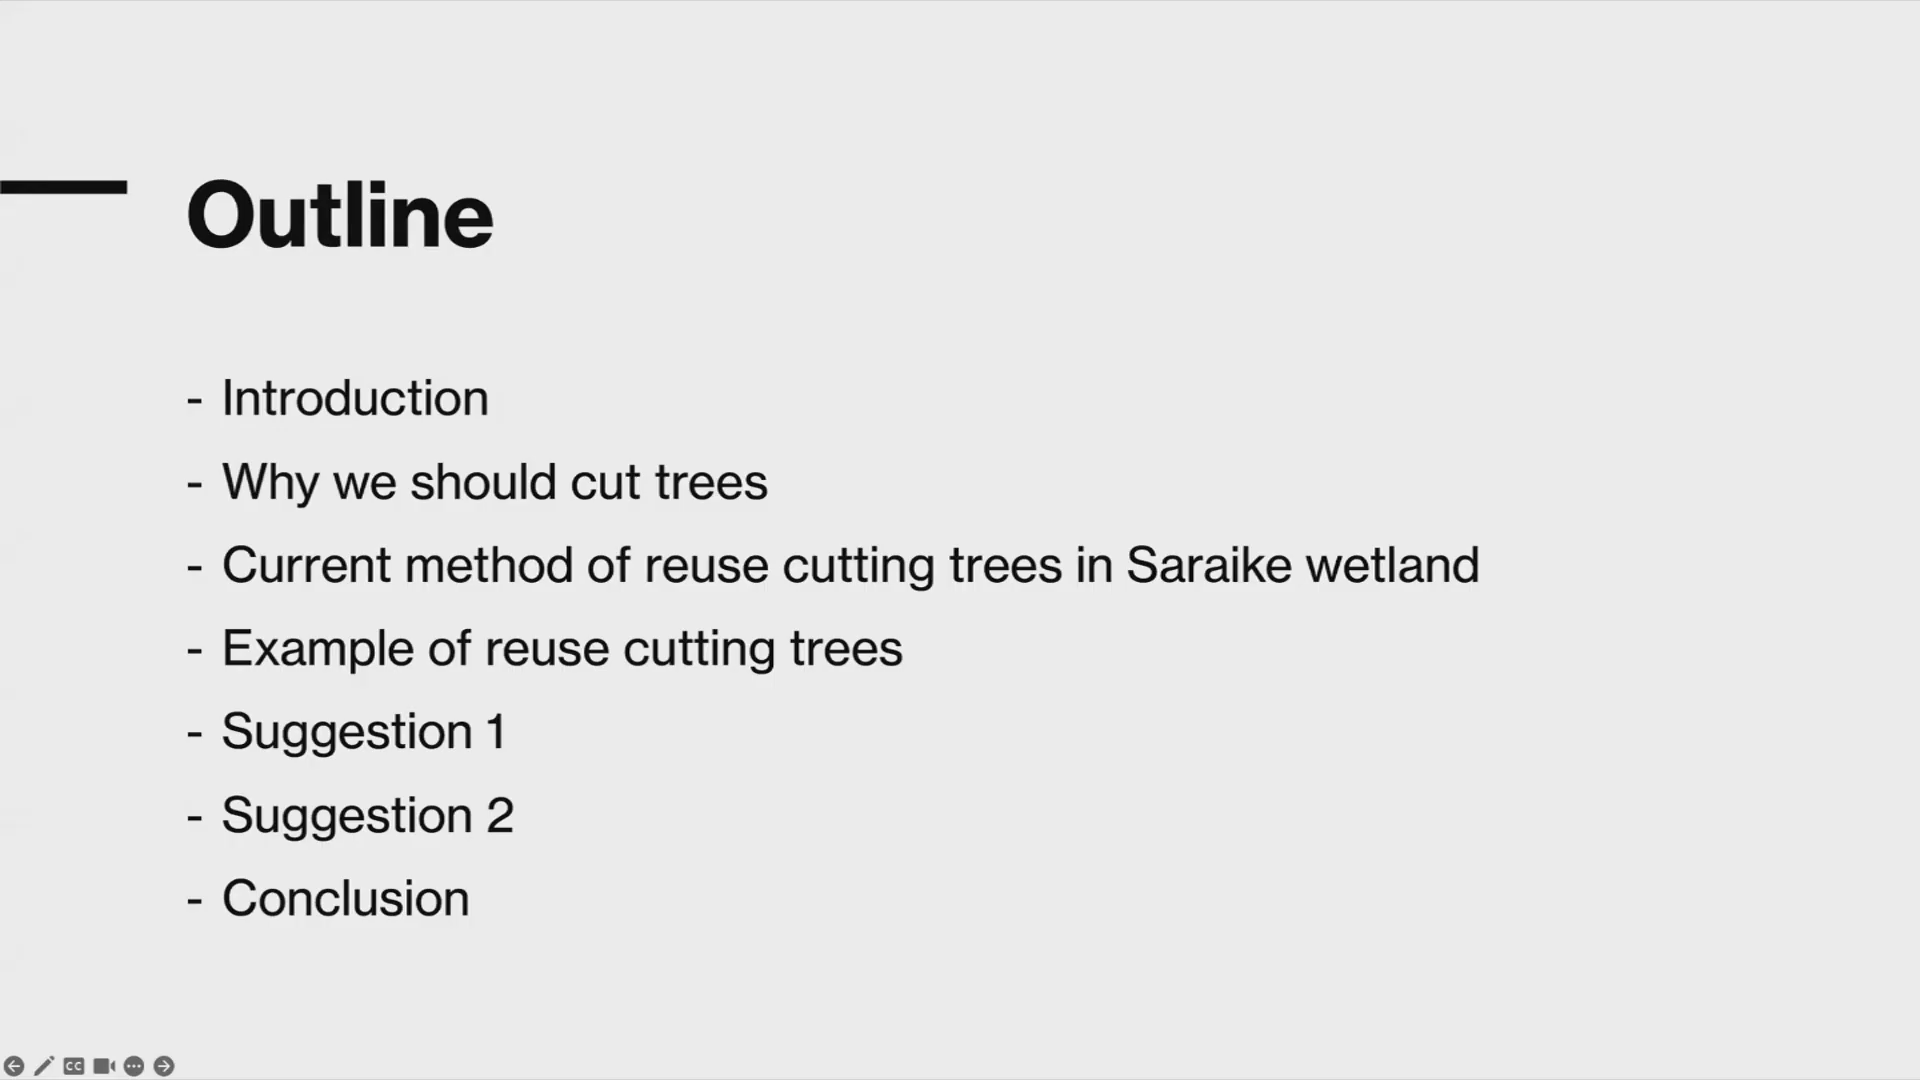 Outline
- Introduction
- Why we should cut trees
- Current method of reuse cutting trees in Saraike wetland
- Example of reuse cutting trees
- Suggestion 1
- Suggestion 2
- Conclusion
CC